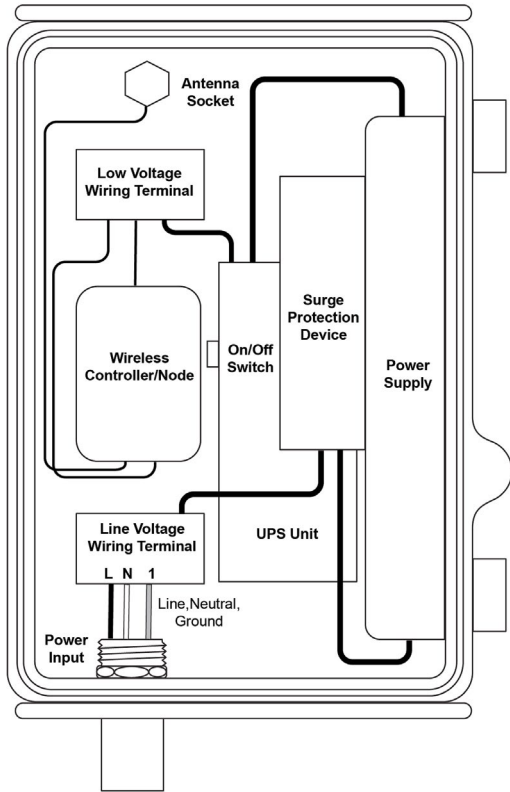 Antenna
Socket
Low Voltage
Wiring Terminal
Surge
Protection
Device
On/Off
Switch
Wireless
Controller/Node
Power
Supply
Line Voltage
Wiring Terminal
UPS Unit
L N 1
Line,Neutral,
Ground
Power
Input